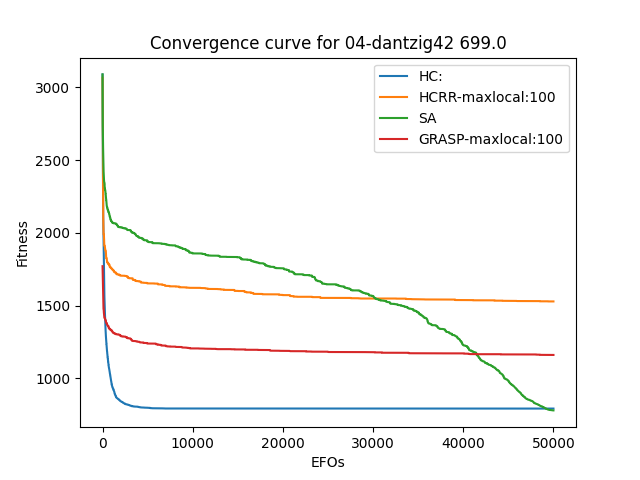 Convergence curve for 04-dantzig42 699.0
HC:
HCRR-maxlocal:100
SA
GRASP-maxlocal:100
Fitness
3000
2500
2000
1500
1000
0 10000 20000 30000 40000 50000
EFOs